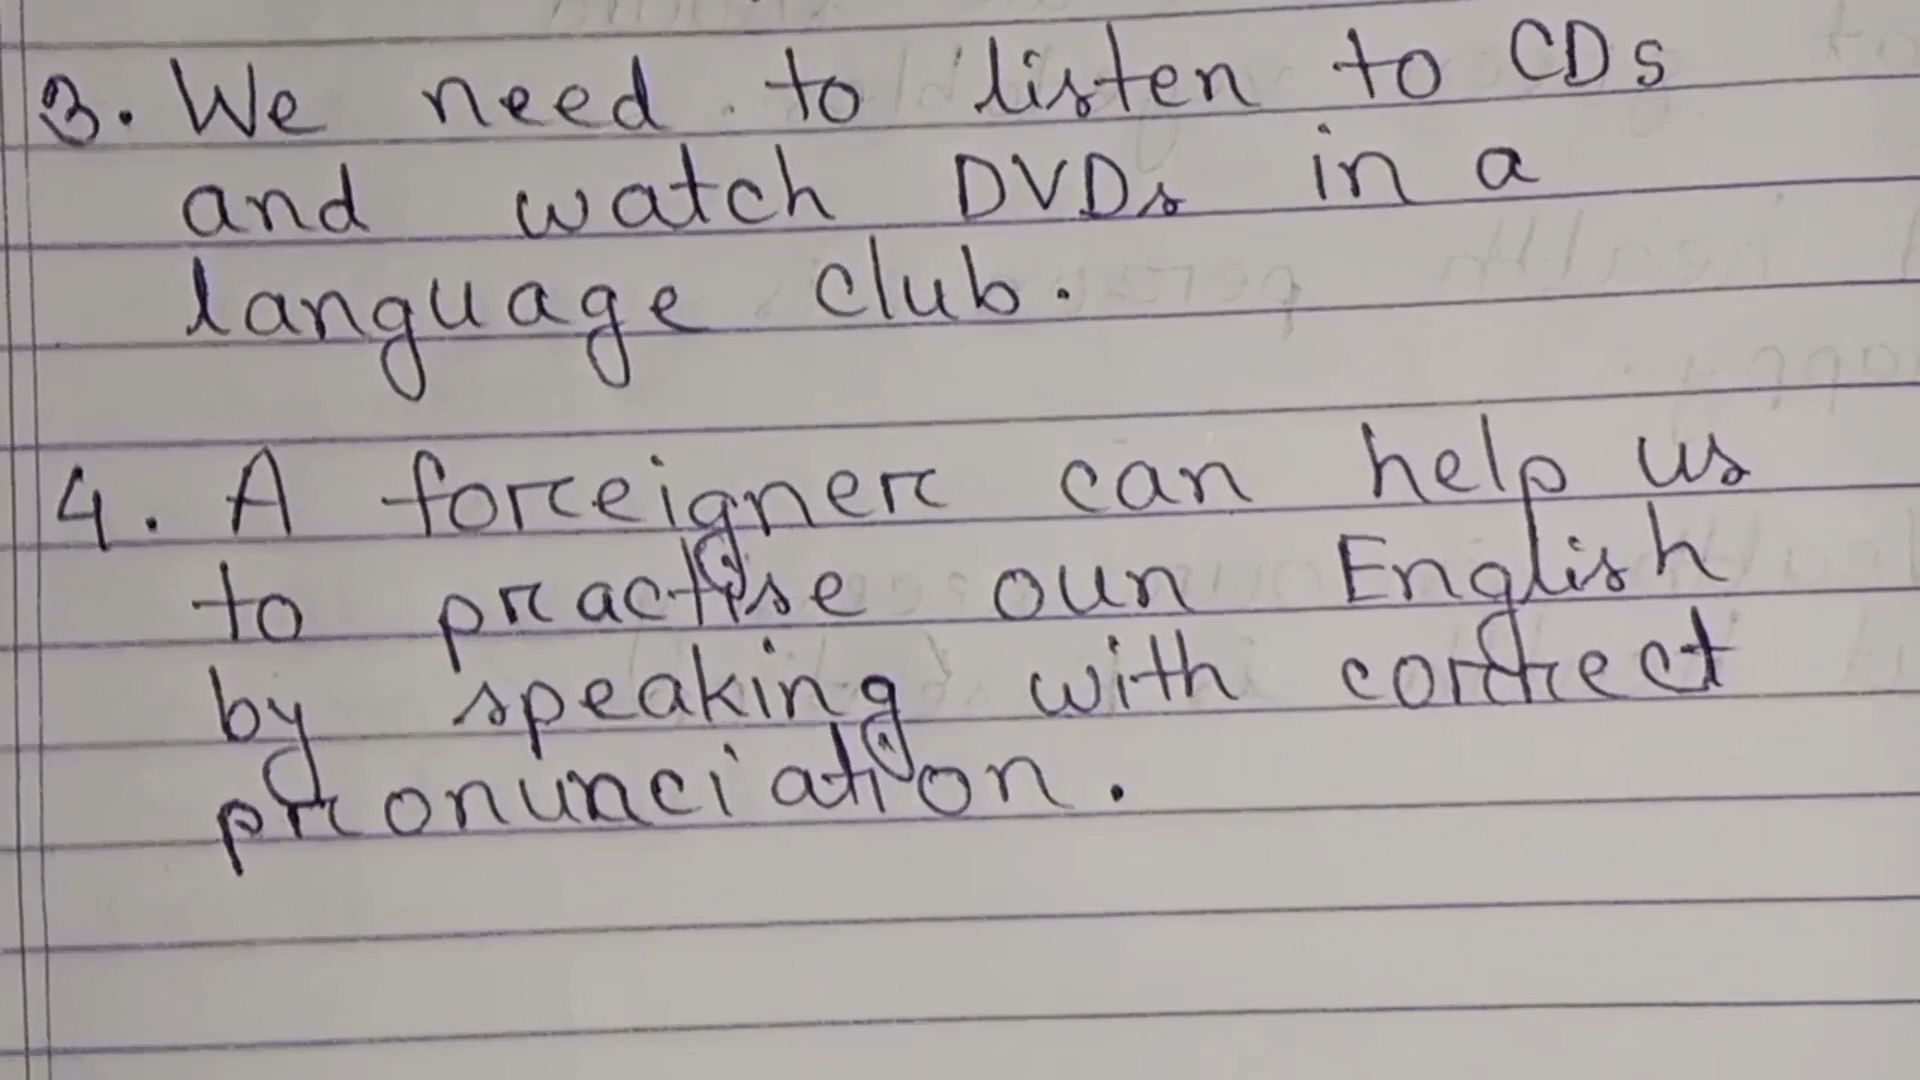 3. We need to listen to CDs
and watch DVDs in a
language club.
4. A foreigner can help us
to practise our English
by speaking with correct
pronunciation.